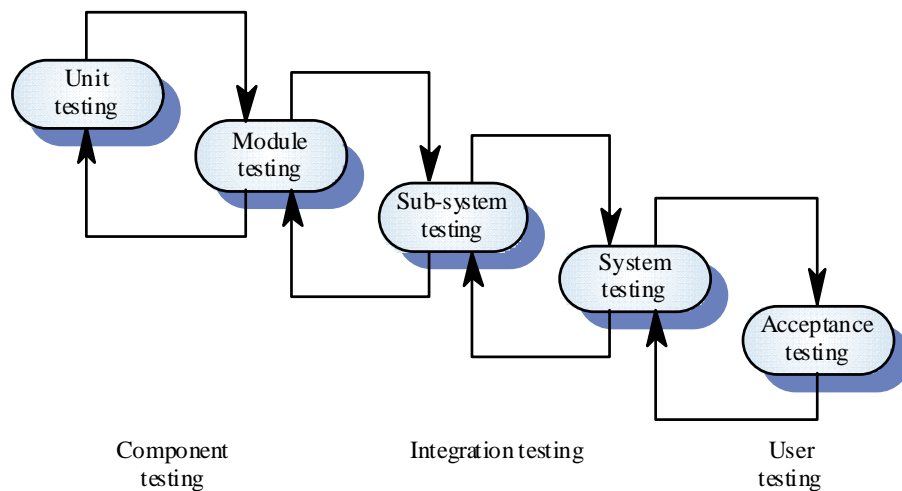 Unit
testing
Module
testing
Sub-system
testing
System
testing
Acceptance
testing
Component
testing
Integration testing
User
testing